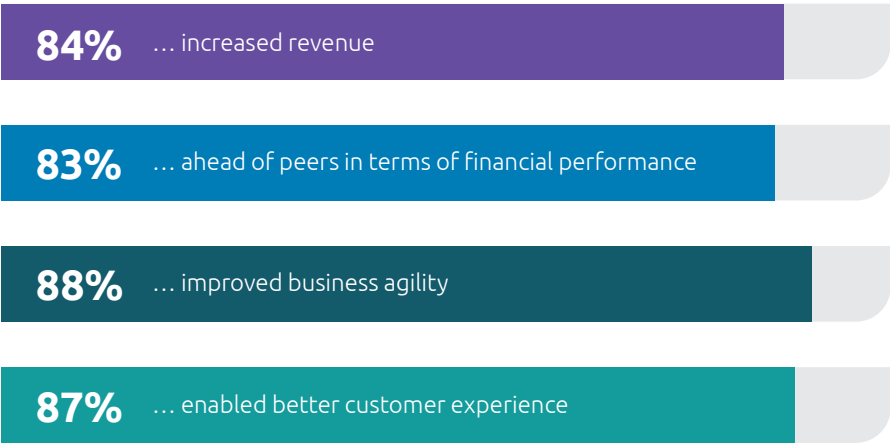 84% … increased revenue
83% … ahead of peers in terms of financial performance
88% … improved business agility
87% … enabled better customer experience